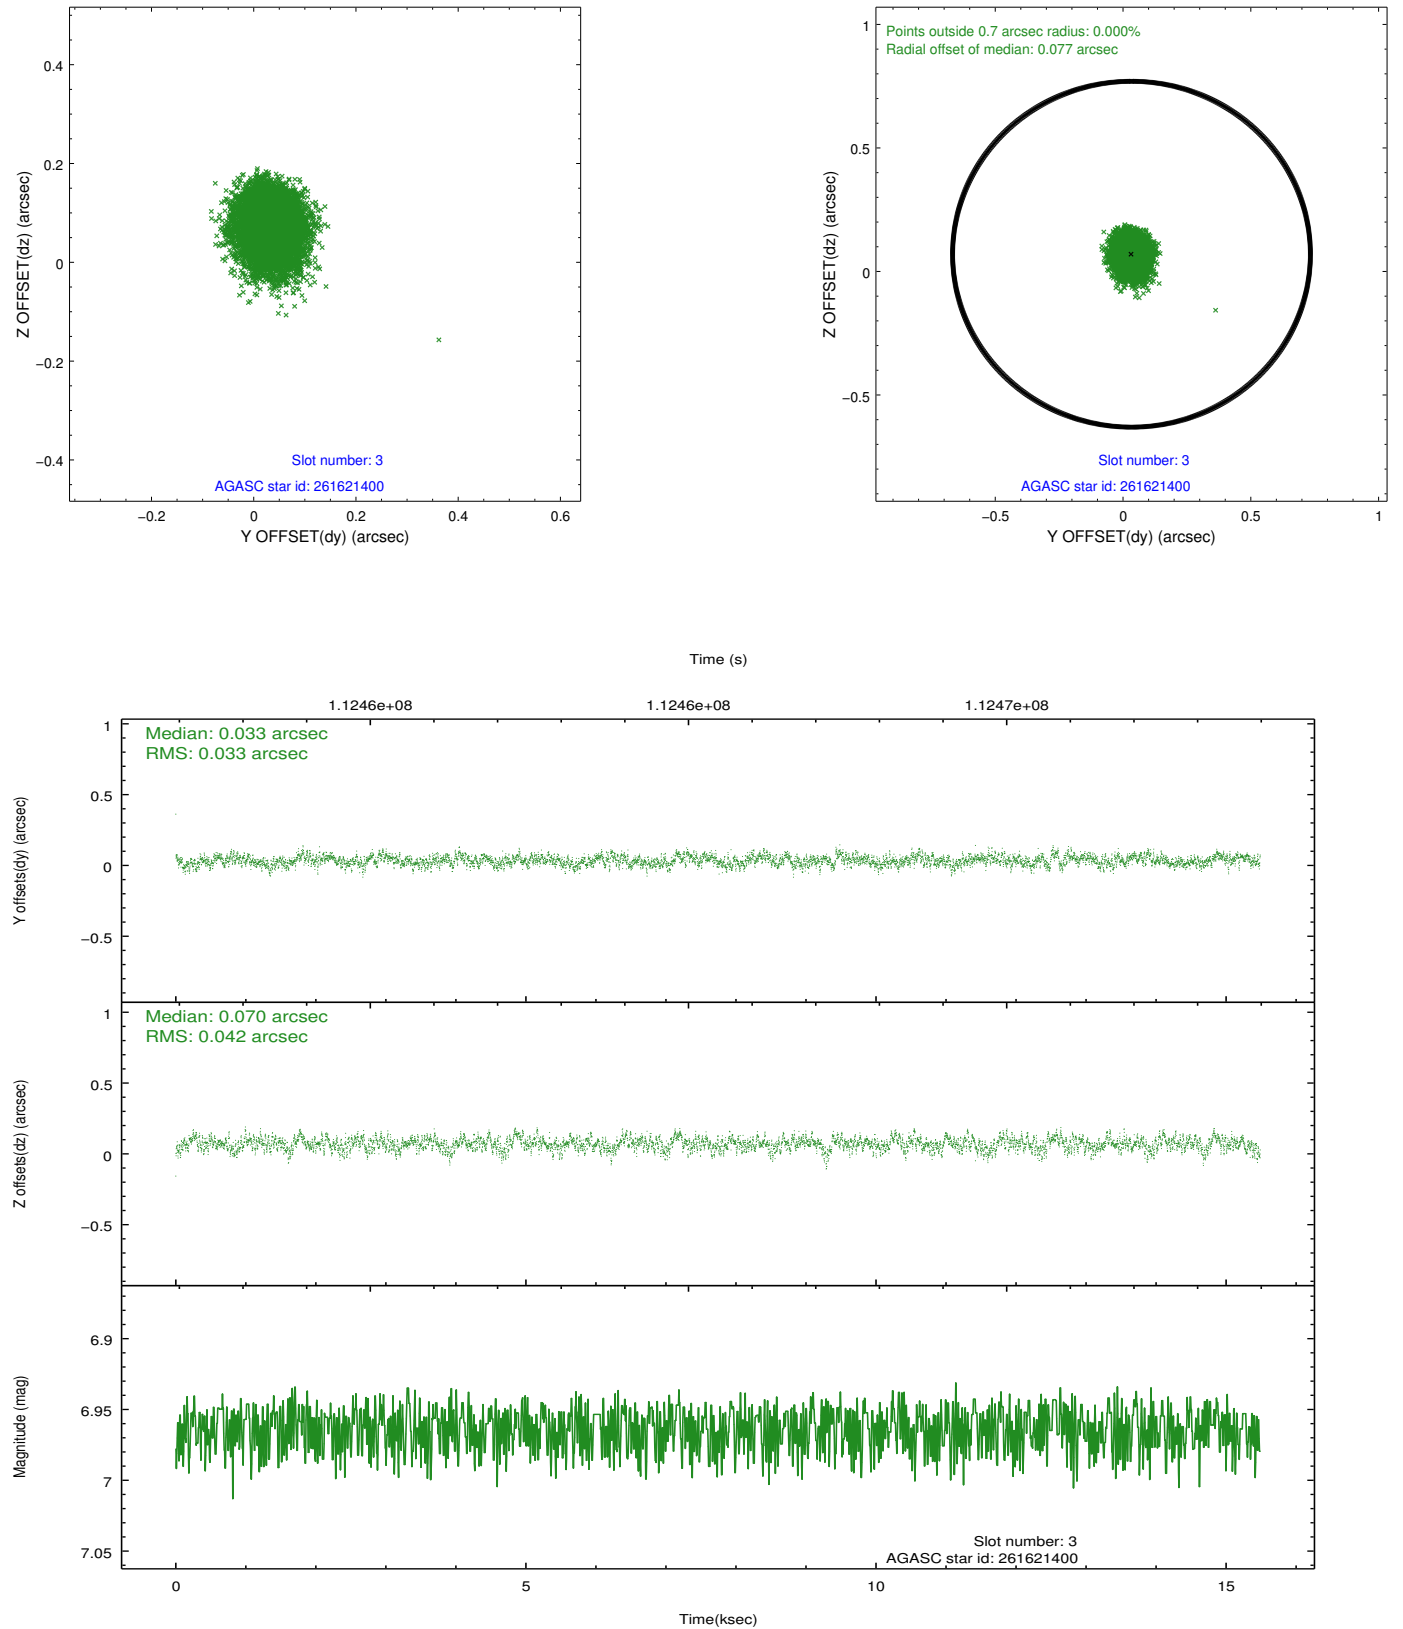 0.4
0.2
0
−0.2
−0.4
Z OFFSET(dz) (arcsec)
Slot number: 3
AGASC star id: 261621400
−0.2
0
0.2
0.4
0.6
Y OFFSET(dy) (arcsec)
Points outside 0.7 arcsec radius: 0.000%
Radial offset of median: 0.077 arcsec
1
0.5
0
−0.5
Z OFFSET(dz) (arcsec)
Slot number: 3
AGASC star id: 261621400
−0.5
0
0.5
1
Y OFFSET(dy) (arcsec)
Time (s)
1.1246e+08
1.1246e+08
1.1247e+08
Median: 0.033 arcsec
RMS: 0.033 arcsec
1
0.5
0
−0.5
Y offsets(dy) (arcsec)
Median: 0.070 arcsec
RMS: 0.042 arcsec
1
0.5
0
−0.5
Z offsets(dz) (arcsec)
6.9
6.95
7
7.05
Magnitude (mag)
Slot number: 3
AGASC star id: 261621400
0
5
10
15
Time(ksec)